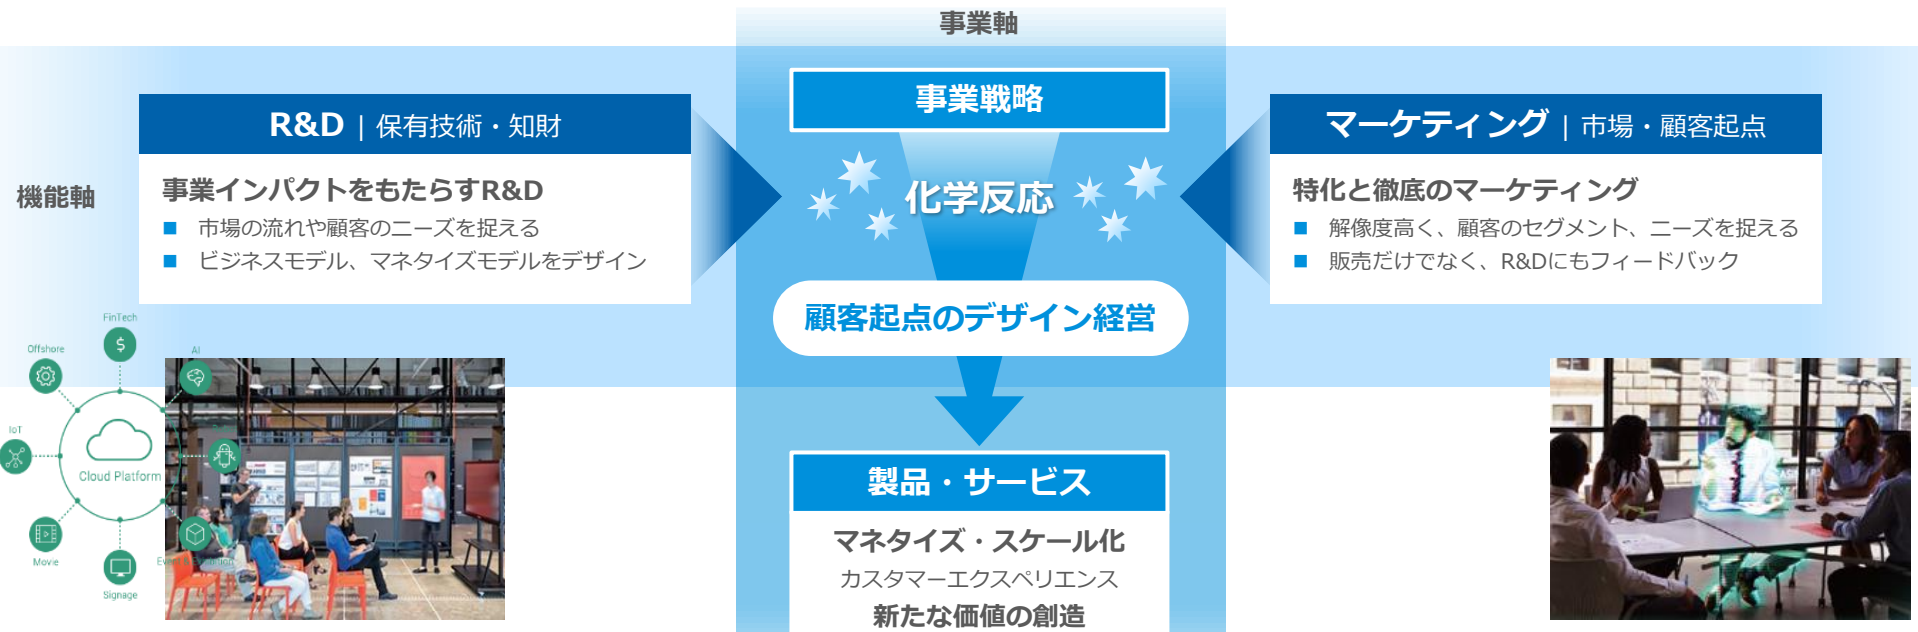 事業軸
機能軸
R&D | 保有技術・知財
事業インパクトをもたらすR&D
■ 市場の流れや顧客のニーズを捉える
■ ビジネスモデル、マネタイズモデルをデザイン
事業戦略
化学反応
顧客起点のデザイン経営
マーケティング | 市場・顧客起点
特化と徹底のマーケティング
■ 解像度高く、顧客のセグメント、ニーズを捉える
■ 販売だけでなく、R&Dにもフィードバック
製品・サービス
マネタイズ・スケール化
カスタマーエクスペリエンス
新たな価値の創造
FinTech
Offshore
AI
IoT
Cloud Platform
Movie
Signage